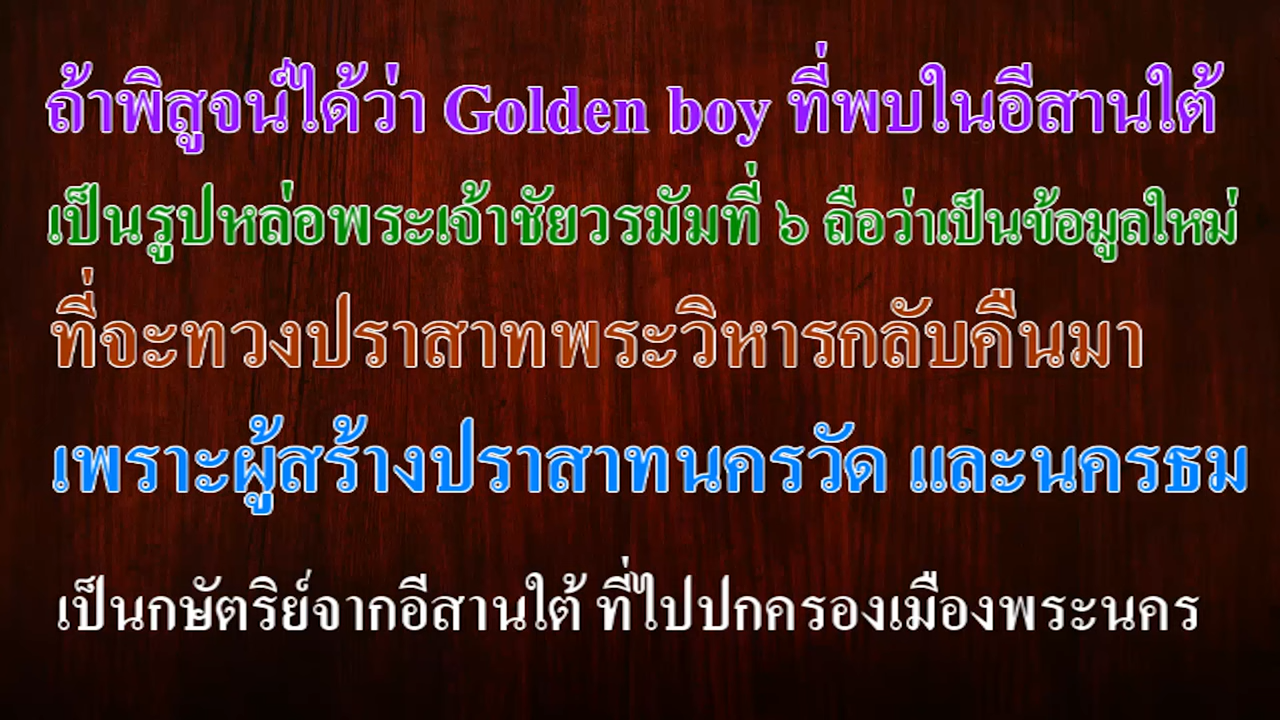 ถ้าพิสูจน์ได้ว่า Golden boy ที่พบในอีสานใต้
เป็นรูปหล่อพระเจ้าชัยวรมัมที่ ๖ ถือว่าเป็นข้อมูลใหม่
ที่จะทวงปราสาทพระวิหารกลับคืนมา
เพราะผู้สร้างปราสาทนครวัด และนครธม
เป็นกษัตริย์จากอีสานใต้ ที่ไปปกครองเมืองพระนคร